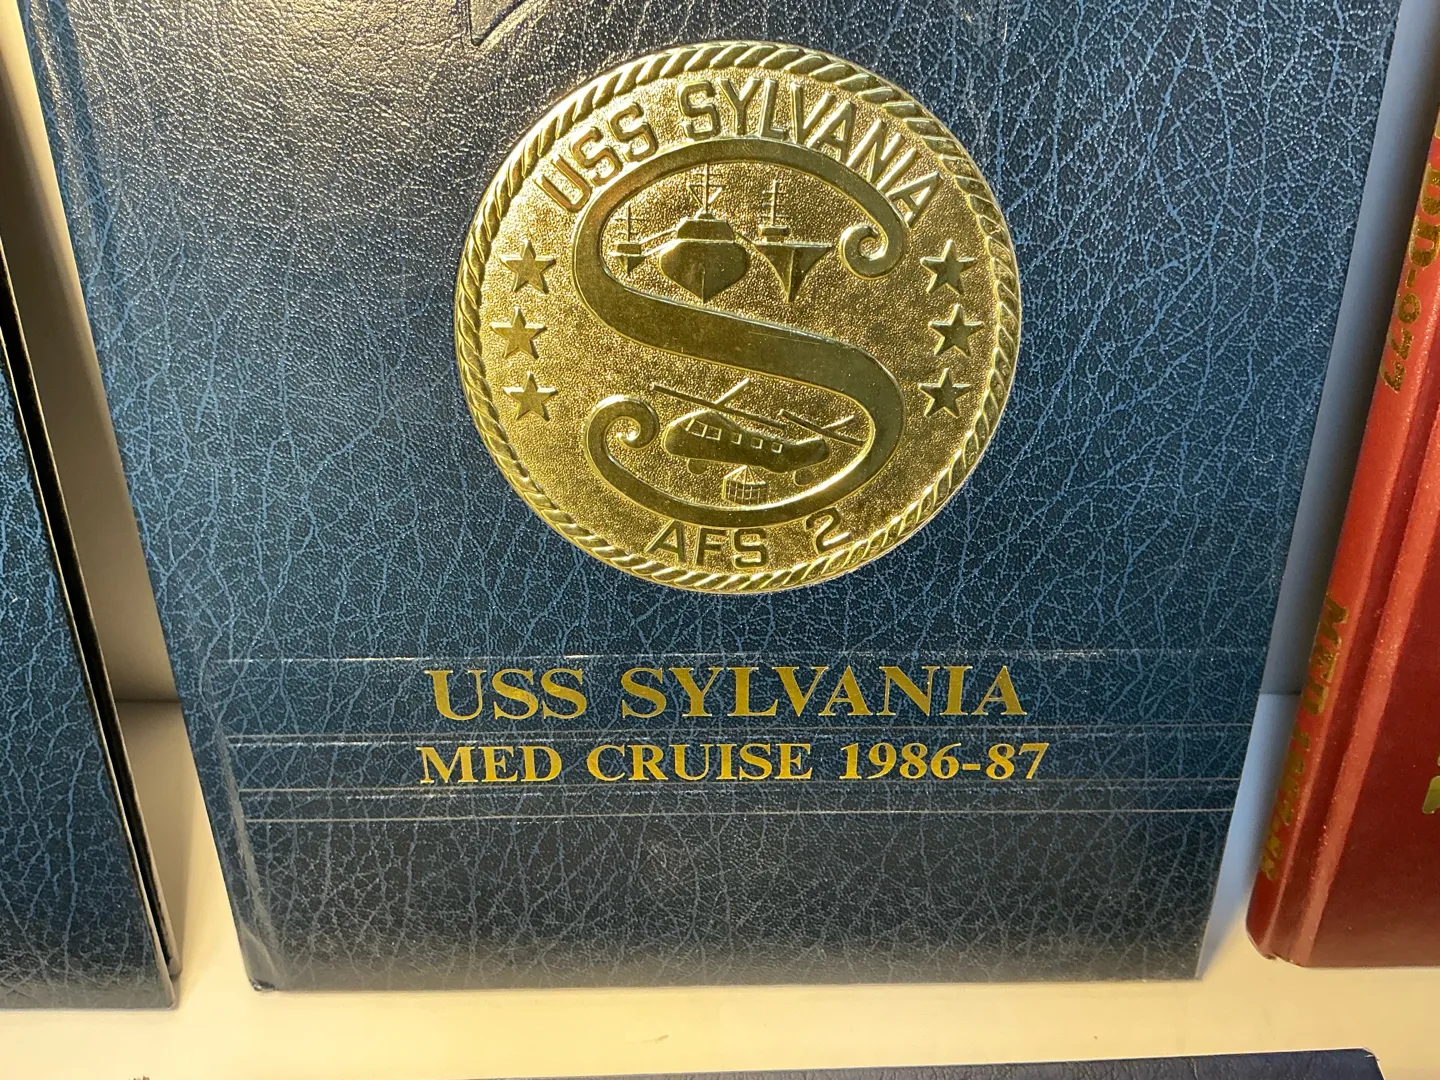 USS SYLVANIA
AFS 2
USS SYLVANIA
MED CRUISE 1986-87